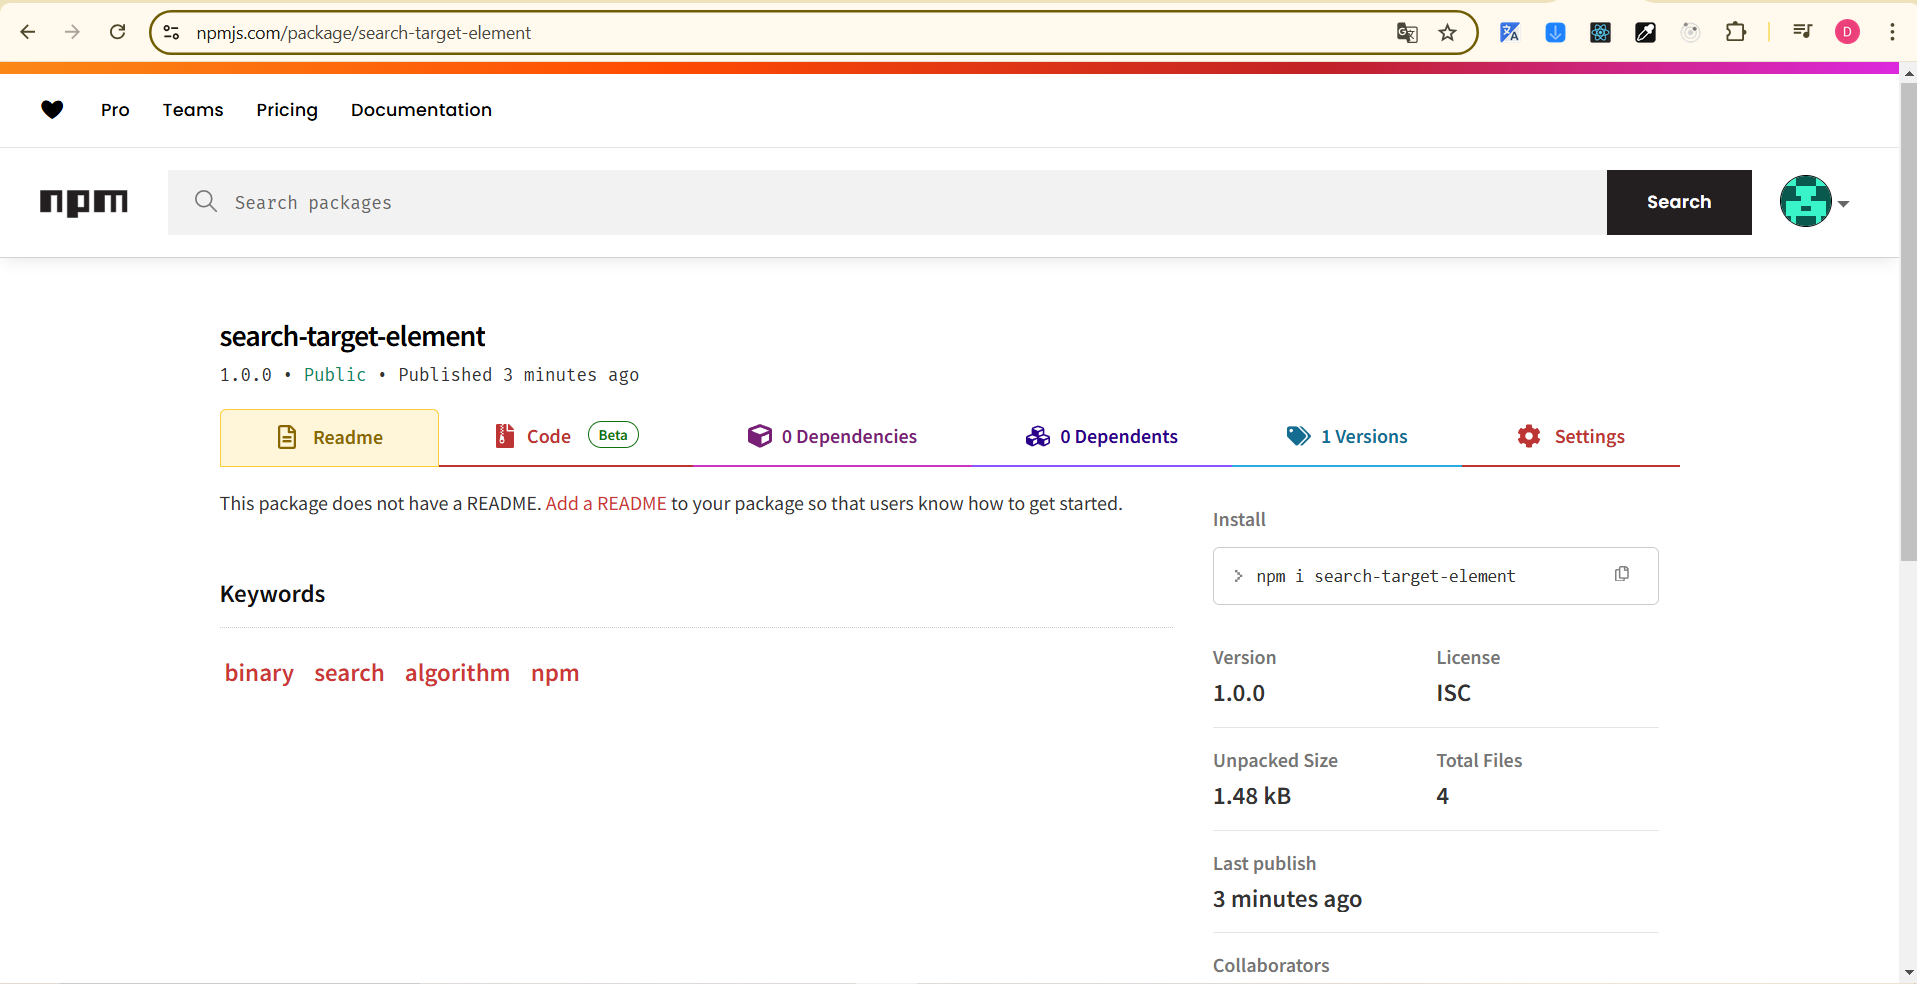 npmjs.com/package/search-target-element
D
Pro Teams Pricing Documentation
npm
Search packages
Search
search-target-element
1.0.0 • Public • Published 3 minutes ago
Readme
Code Beta
0 Dependencies
0 Dependents
1 Versions
Settings
This package does not have a README. Add a README to your package so that users know how to get started.
Keywords
binary search algorithm npm
Install
npm i search-target-element
Version License
1.0.0 ISC
Unpacked Size Total Files
1.48 kB 4
Last publish
3 minutes ago
Collaborators